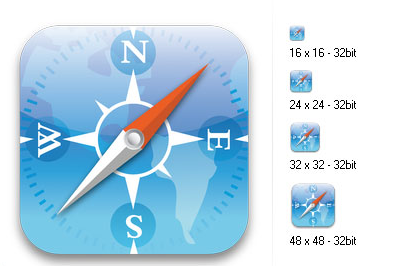 N
W
E
S
16 x 16 - 32bit
24 x 24 - 32bit
32 x 32 - 32bit
48 x 48 - 32bit